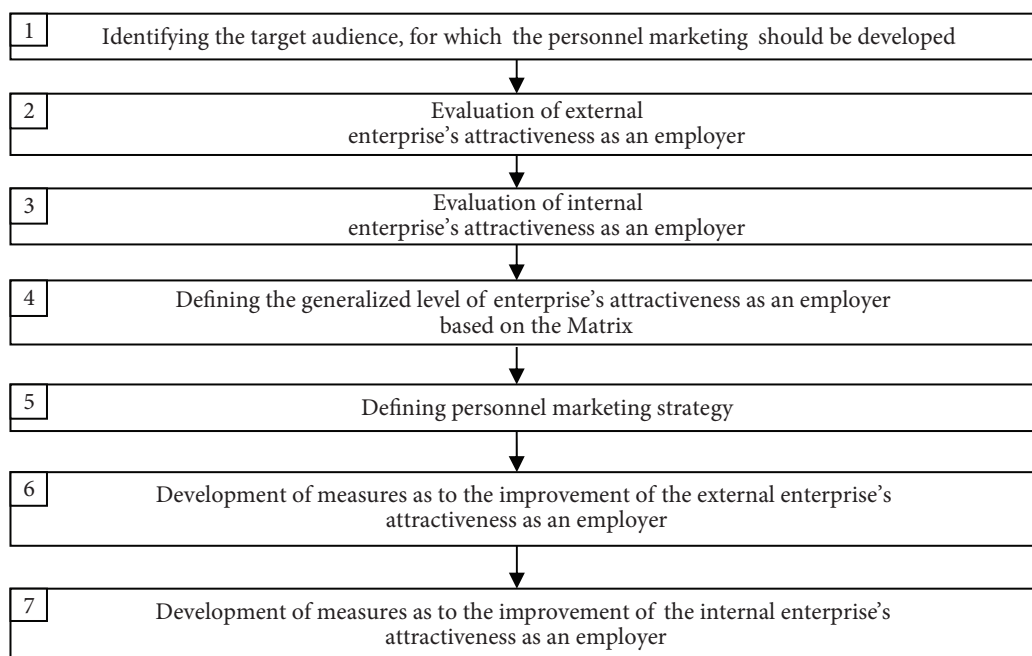 1
Identifying the target audience, for which the personnel marketing should be developed
2
Evaluation of external
enterprise’s attractiveness as an employer
3
Evaluation of internal
enterprise’s attractiveness as an employer
4
Defining the generalized level of enterprise’s attractiveness as an employer
based on the Matrix
5
Defining personnel marketing strategy
6
Development of measures as to the improvement of the external enterprise’s
attractiveness as an employer
7
Development of measures as to the improvement of the internal enterprise’s
attractiveness as an employer